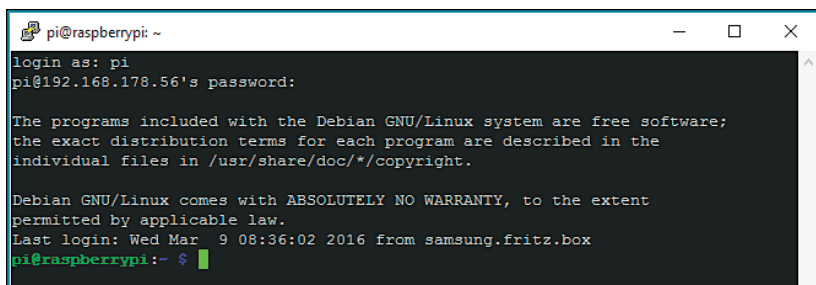 pi@raspberrypi: ~
login as: pi
pi@192.168.178.56's password:
The programs included with the Debian GNU/Linux system are free software;
the exact distribution terms for each program are described in the
individual files in /usr/share/doc/*/copyright.
Debian GNU/Linux comes with ABSOLUTELY NO WARRANTY, to the extent
permitted by applicable law.
Last login: Wed Mar  9 08:36:02 2016 from samsung.fritz.box
pi@raspberrypi:~ $